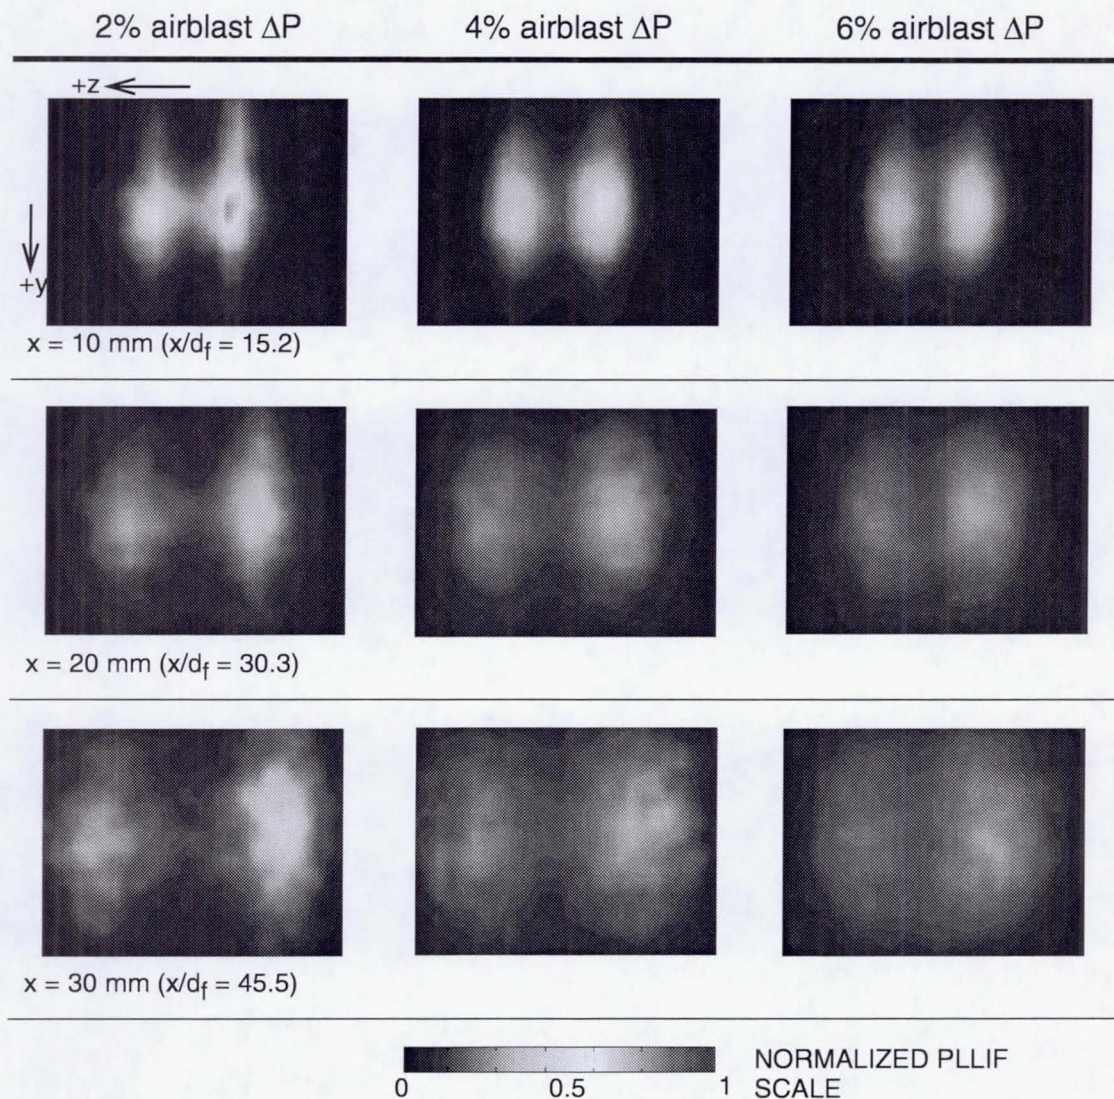 2% airblast ΔP 4% airblast ΔP 6% airblast ΔP
+z
+y
x = 10 mm (x/df = 15.2)
x = 20 mm (x/df = 30.3)
x = 30 mm (x/df = 45.5)
0 0.5 1
NORMALIZED PLLIF
SCALE